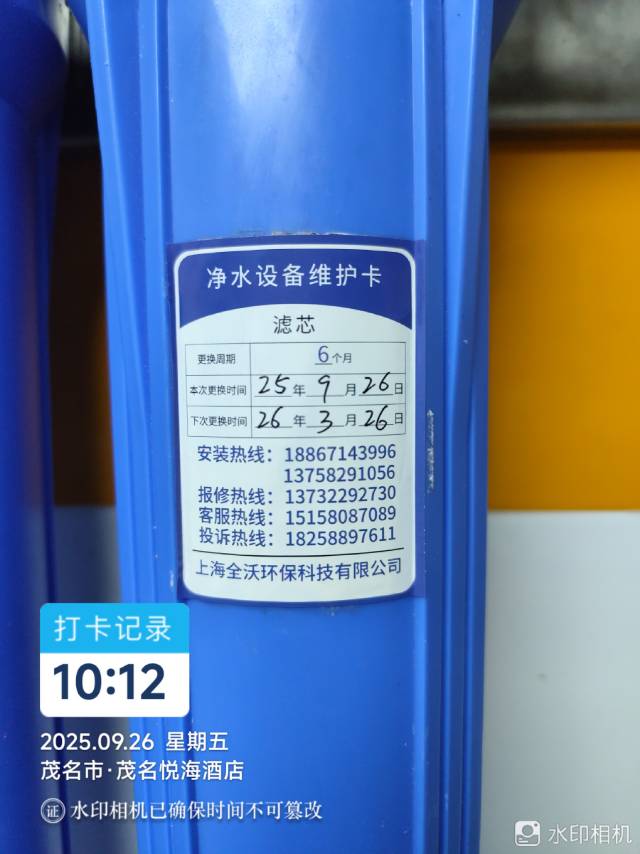 净水设备维护卡
滤芯
更换周期 6个月
本次更换时间 25年9月26日
下次更换时间 26年3月26日
安装热线：18867143996
13758291056
报修热线：13732292730
客服热线：15158087089
投诉热线：18258897611
上海全沃环保科技有限公司
打卡记录
10:12
2025.09.26 星期五
茂名市·茂名悦海酒店
证 水印相机已确保时间不可篡改
水印相机